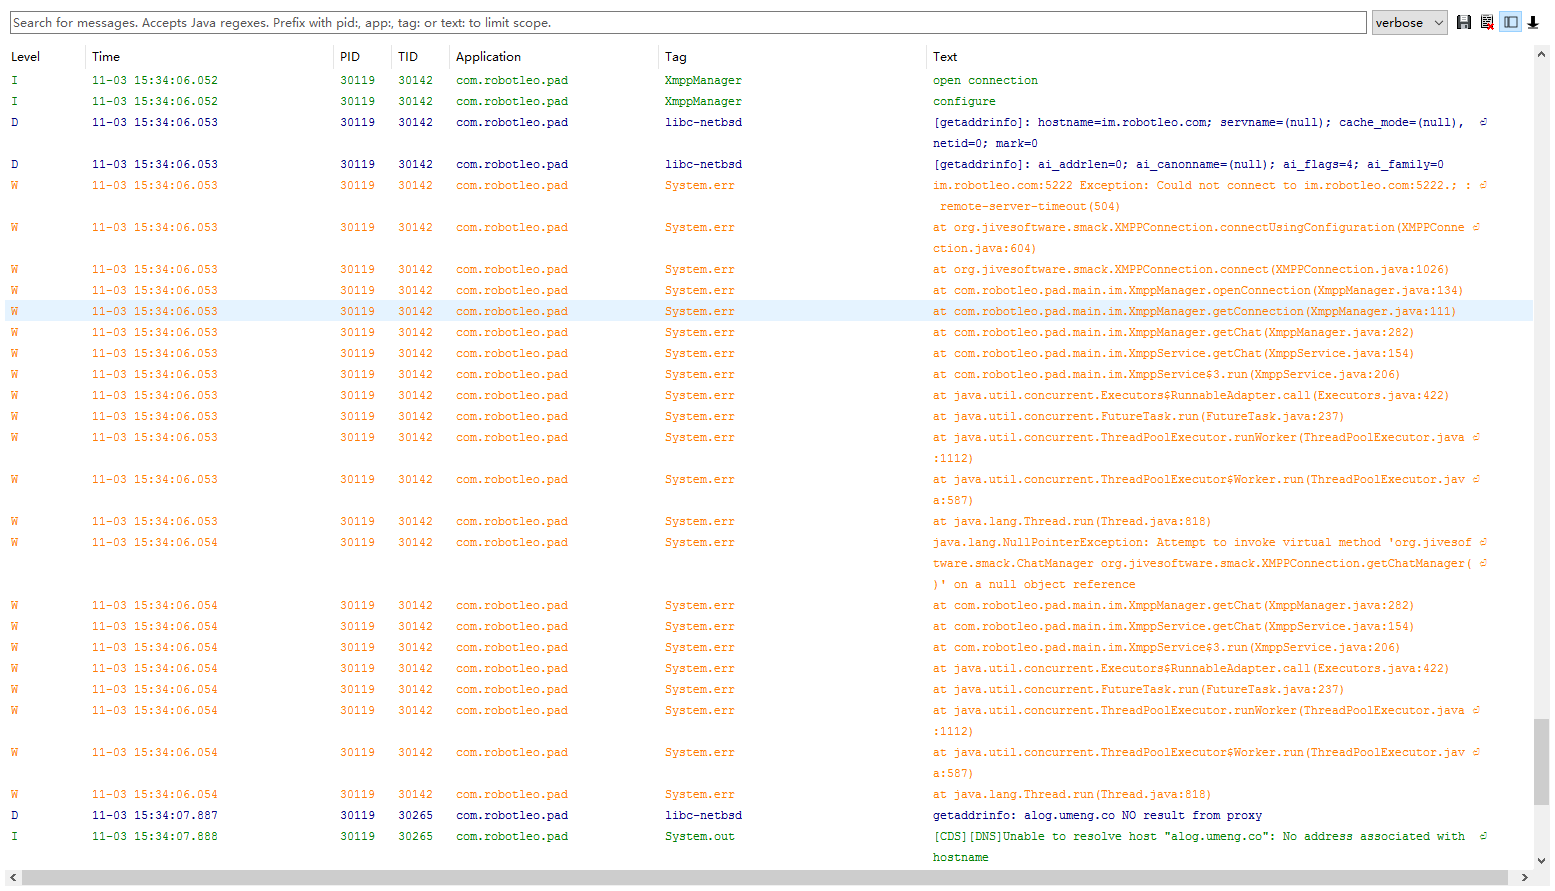 Search for messages. Accepts Java regexes. Prefix with pid:, app:, tag: or text: to limit scope.
verbose
Level Time PID TID Application Tag Text
I 11-03 15:34:06.052 30119 30142 com.robotleo.pad XmppManager open connection
I 11-03 15:34:06.052 30119 30142 com.robotleo.pad XmppManager configure
D 11-03 15:34:06.053 30119 30142 com.robotleo.pad libc-netbsd [getaddrinfo]: hostname=im.robotleo.com; servname=(null); cache_mode=(null),
netid=0; mark=0
D 11-03 15:34:06.053 30119 30142 com.robotleo.pad libc-netbsd [getaddrinfo]: ai_addrlen=0; ai_canonname=(null); ai_flags=4; ai_family=0
W 11-03 15:34:06.053 30119 30142 com.robotleo.pad System.err im.robotleo.com:5222 Exception: Could not connect to im.robotleo.com:5222.; :
remote-server-timeout(504)
W 11-03 15:34:06.053 30119 30142 com.robotleo.pad System.err at org.jivesoftware.smack.XMPPConnection.connectUsingConfiguration(XMPPConne
ction.java:604)
W 11-03 15:34:06.053 30119 30142 com.robotleo.pad System.err at org.jivesoftware.smack.XMPPConnection.connect(XMPPConnection.java:1026)
W 11-03 15:34:06.053 30119 30142 com.robotleo.pad System.err at com.robotleo.pad.main.im.XmppManager.openConnection(XmppManager.java:134)
W 11-03 15:34:06.053 30119 30142 com.robotleo.pad System.err at com.robotleo.pad.main.im.XmppManager.getConnection(XmppManager.java:111)
W 11-03 15:34:06.053 30119 30142 com.robotleo.pad System.err at com.robotleo.pad.main.im.XmppManager.getChat(XmppManager.java:282)
W 11-03 15:34:06.053 30119 30142 com.robotleo.pad System.err at com.robotleo.pad.main.im.XmppService.getChat(XmppService.java:154)
W 11-03 15:34:06.053 30119 30142 com.robotleo.pad System.err at com.robotleo.pad.main.im.XmppService$3.run(XmppService.java:206)
W 11-03 15:34:06.053 30119 30142 com.robotleo.pad System.err at java.util.concurrent.Executors$RunnableAdapter.call(Executors.java:422)
W 11-03 15:34:06.053 30119 30142 com.robotleo.pad System.err at java.util.concurrent.FutureTask.run(FutureTask.java:237)
W 11-03 15:34:06.053 30119 30142 com.robotleo.pad System.err at java.util.concurrent.ThreadPoolExecutor.runWorker(ThreadPoolExecutor.java
:1112)
W 11-03 15:34:06.053 30119 30142 com.robotleo.pad System.err at java.util.concurrent.ThreadPoolExecutor$Worker.run(ThreadPoolExecutor.jav
a:587)
W 11-03 15:34:06.053 30119 30142 com.robotleo.pad System.err at java.lang.Thread.run(Thread.java:818)
W 11-03 15:34:06.054 30119 30142 com.robotleo.pad System.err java.lang.NullPointerException: Attempt to invoke virtual method 'org.jivesof
tware.smack.ChatManager org.jivesoftware.smack.XMPPConnection.getChatManager(
)' on a null object reference
W 11-03 15:34:06.054 30119 30142 com.robotleo.pad System.err at com.robotleo.pad.main.im.XmppManager.getChat(XmppManager.java:282)
W 11-03 15:34:06.054 30119 30142 com.robotleo.pad System.err at com.robotleo.pad.main.im.XmppService.getChat(XmppService.java:154)
W 11-03 15:34:06.054 30119 30142 com.robotleo.pad System.err at com.robotleo.pad.main.im.XmppService$3.run(XmppService.java:206)
W 11-03 15:34:06.054 30119 30142 com.robotleo.pad System.err at java.util.concurrent.Executors$RunnableAdapter.call(Executors.java:422)
W 11-03 15:34:06.054 30119 30142 com.robotleo.pad System.err at java.util.concurrent.FutureTask.run(FutureTask.java:237)
W 11-03 15:34:06.054 30119 30142 com.robotleo.pad System.err at java.util.concurrent.ThreadPoolExecutor.runWorker(ThreadPoolExecutor.java
:1112)
W 11-03 15:34:06.054 30119 30142 com.robotleo.pad System.err at java.util.concurrent.ThreadPoolExecutor$Worker.run(ThreadPoolExecutor.jav
a:587)
W 11-03 15:34:06.054 30119 30142 com.robotleo.pad System.err at java.lang.Thread.run(Thread.java:818)
D 11-03 15:34:07.887 30119 30265 com.robotleo.pad libc-netbsd getaddrinfo: alog.umeng.co NO result from proxy
I 11-03 15:34:07.888 30119 30265 com.robotleo.pad System.out [CDS][DNS]Unable to resolve host "alog.umeng.co": No address associated with
hostname